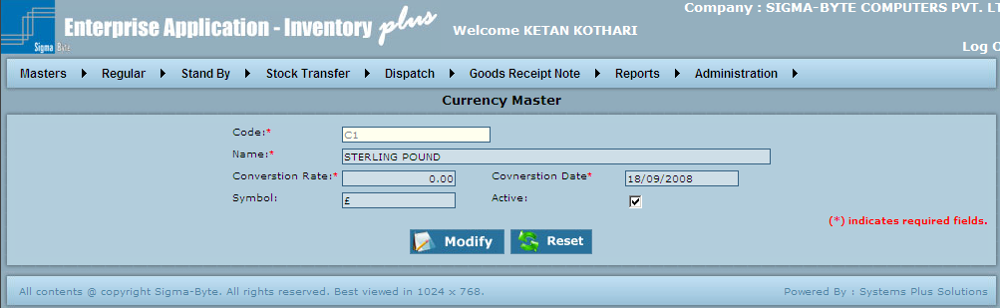 Company : SIGMA-BYTE COMPUTERS PVT.
Enterprise Application - Inventory plus
Welcome KETAN KOTHARI
Sigma Byte
Log
Masters Regular Stand By Stock Transfer Dispatch Goods Receipt Note Reports Administration
Currency Master
Code:* C1
Name:* STERLING POUND
Converstion Rate:* 0.00 Covnerstion Date* 18/09/2008
Symbol: £ Active:
(*) indicates required fields.
Modify Reset
All contents @ copyright Sigma-Byte. All rights reserved. Best viewed in 1024 x 768. Powered By : Systems Plus Solutions